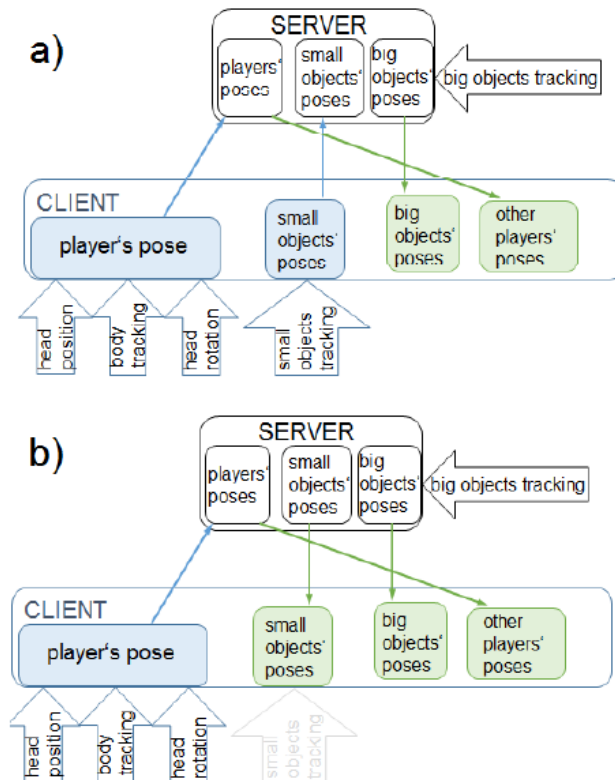 a)
SERVER
players‘
poses
small
objects‘
poses
big
objects‘
poses
big objects tracking
CLIENT
player‘s pose
small
objects‘
poses
big
objects‘
poses
other
players‘
poses
head
position
body
tracking
head
rotation
small
objects
tracking
b)
SERVER
players‘
poses
small
objects‘
poses
big
objects‘
poses
big objects tracking
CLIENT
player‘s pose
small
objects‘
poses
big
objects‘
poses
other
players‘
poses
head
position
body
tracking
head
rotation
small
objects
tracking